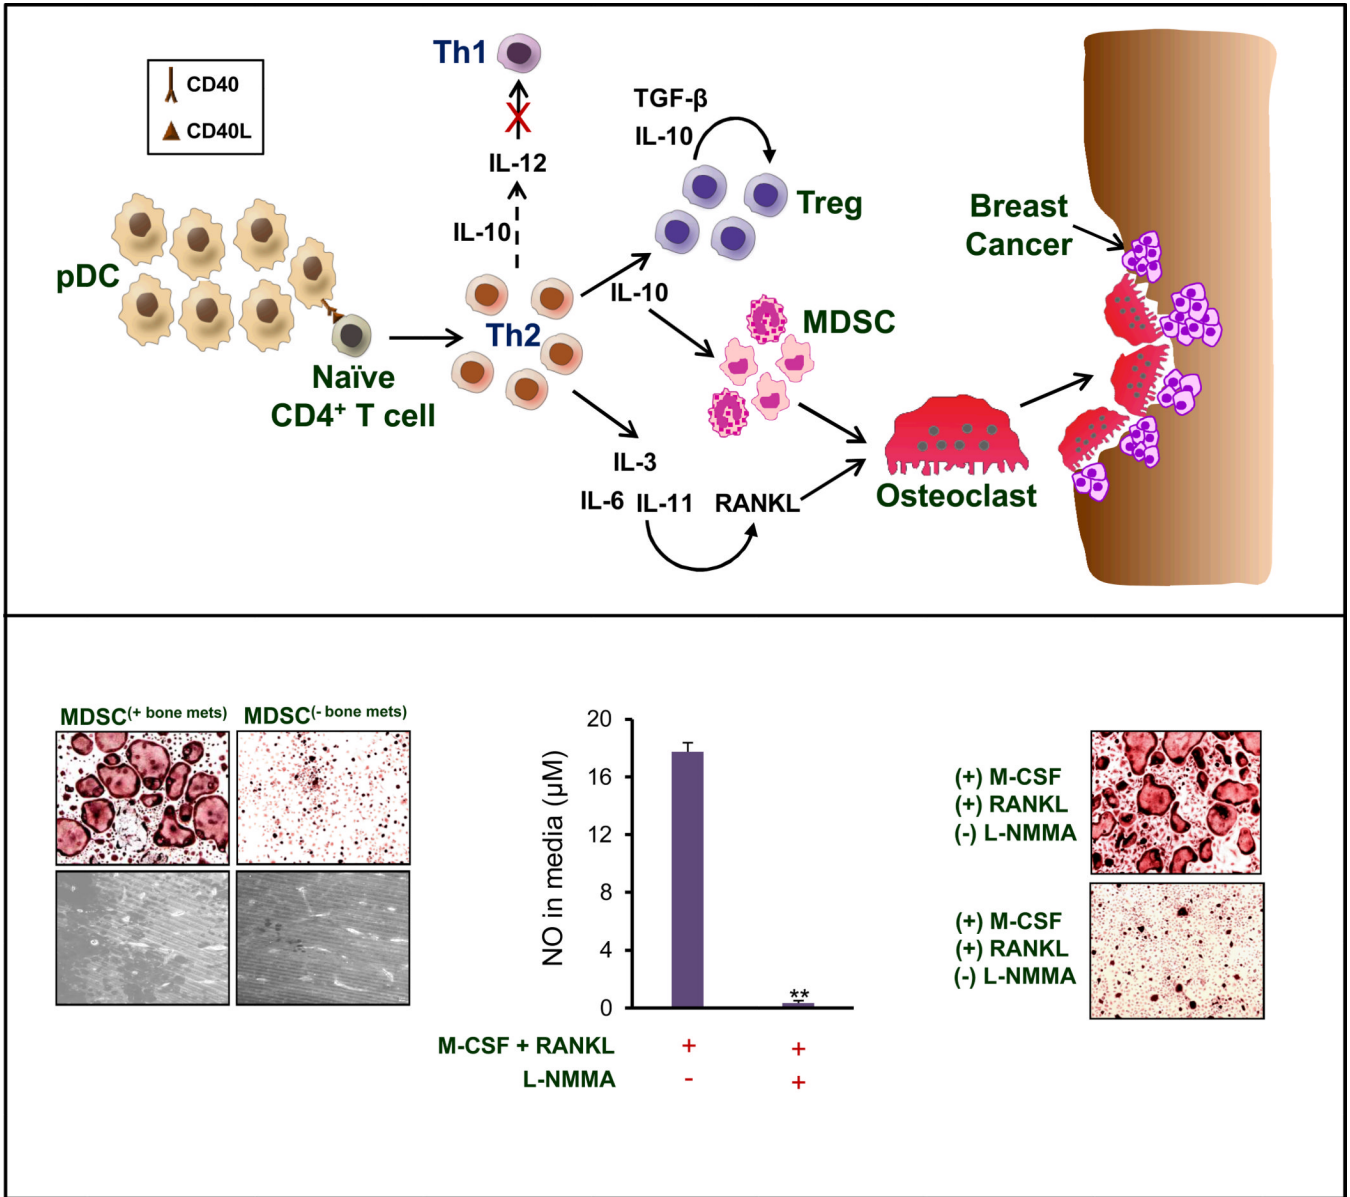 CD40
CD40L
Th1
IL-12
IL-10
TGF-β
IL-10
Treg
pDC
Naïve
CD4⁺ T cell
Th2
IL-10
MDSC
IL-3
IL-6 IL-11
RANKL
Osteoclast
Breast
Cancer
MDSC(+ bone mets)
MDSC(- bone mets)
NO in media (µM)
20
16
12
8
4
0
**
M-CSF + RANKL + +
L-NMMA - +
(+) M-CSF
(+) RANKL
(-) L-NMMA
(+) M-CSF
(+) RANKL
(-) L-NMMA